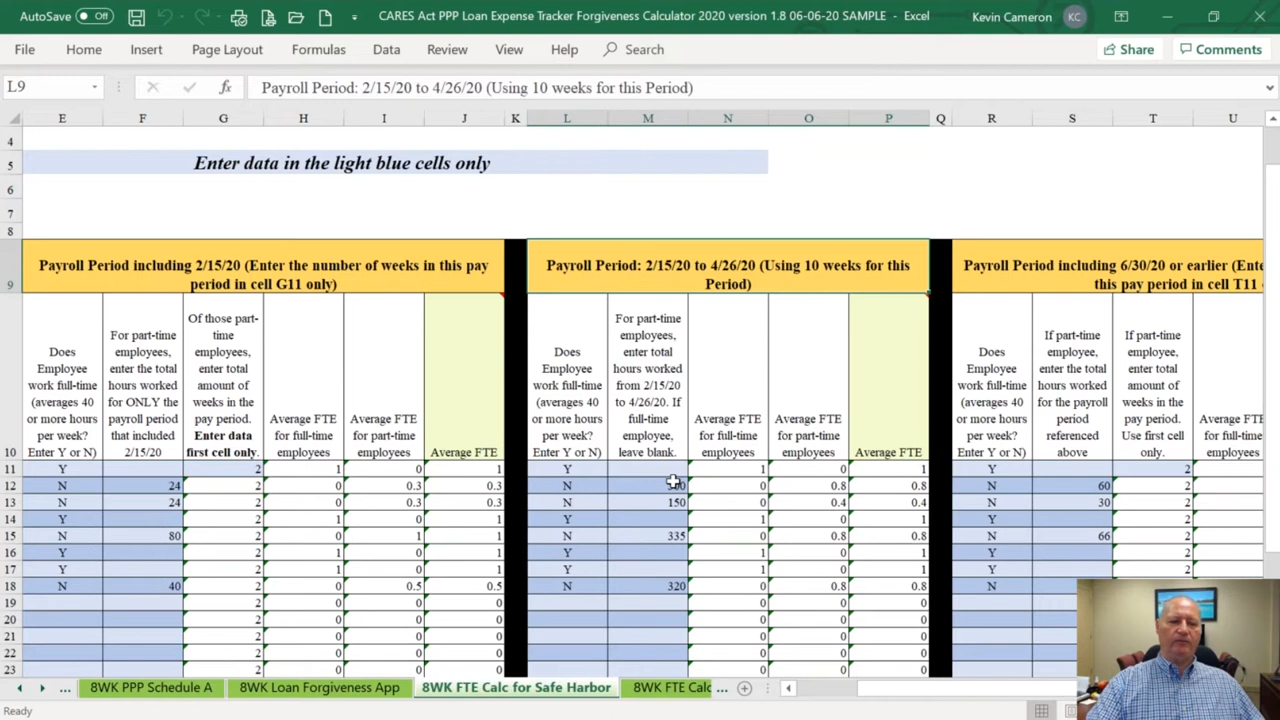 AutoSave Off CARES Act PPP Loan Expense Tracker Forgiveness Calculator 2020 version 1.8 06-06-20 SAMPLE - Excel Kevin Cameron KC
File Home Insert Page Layout Formulas Data Review View Help Search Share Comments
L9 fx Payroll Period: 2/15/20 to 4/26/20 (Using 10 weeks for this Period)
E F G H I J K L M N O P Q R S T U
4
5 Enter data in the light blue cells only
6
7
8
9
Payroll Period including 2/15/20 (Enter the number of weeks in this pay
period in cell G11 only)
Payroll Period: 2/15/20 to 4/26/20 (Using 10 weeks for this
Period)
Payroll Period including 6/30/20 or earlier (Ente
this pay period in cell T11
10
Does
Employee
work full-time
(averages 40
or more hours
per week?
Enter Y or N)
For part-time
employees,
enter the total
hours worked
for ONLY the
payroll period
that included
2/15/20
Of those part-
time
employees,
enter total
amount of
weeks in the
pay period.
Enter data
first cell only.
Average FTE
for full-time
employees
Average FTE
for part-time
employees
Average FTE
Does
Employee
work full-time
(averages 40
or more hours
per week?
Enter Y or N)
For part-time
employees,
enter total
hours worked
from 2/15/20
to 4/26/20. If
full-time
employee,
leave blank.
Average FTE
for full-time
employees
Average FTE
for part-time
employees
Average FTE
Does
Employee
work full-time
(averages 40
or more hours
per week?
Enter Y or N)
If part-time
employee,
enter the total
hours worked
for the payroll
period
referenced
above
If part-time
employee,
enter total
amount of
weeks in the
pay period.
Use first cell
only.
Average FTE
for full-time
employees
11 Y 2 1 0 1 Y 1 0 1 Y 2
12 N 24 2 0 0.3 0.3 N 0 0.8 0.8 N 60 2
13 N 24 2 0 0.3 0.3 N 150 0 0.4 0.4 N 30 2
14 Y 2 1 0 1 Y 1 0 1 Y 2
15 N 80 2 0 1 1 N 335 0 0.8 0.8 N 66 2
16 Y 2 1 0 1 Y 1 0 1 Y 2
17 Y 2 1 0 1 Y 1 0 1 Y 2
18 N 40 2 0 0.5 0.5 N 320 0 0.8 0.8 N
19 2 0 0 0 0 0 0
20 2 0 0 0 0 0 0
21 2 0 0 0 0 0 0
22 2 0 0 0 0 0 0
23 2 0 0 0 0 0 0
... 8WK PPP Schedule A 8WK Loan Forgiveness App 8WK FTE Calc for Safe Harbor 8WK FTE Calc ...
Ready